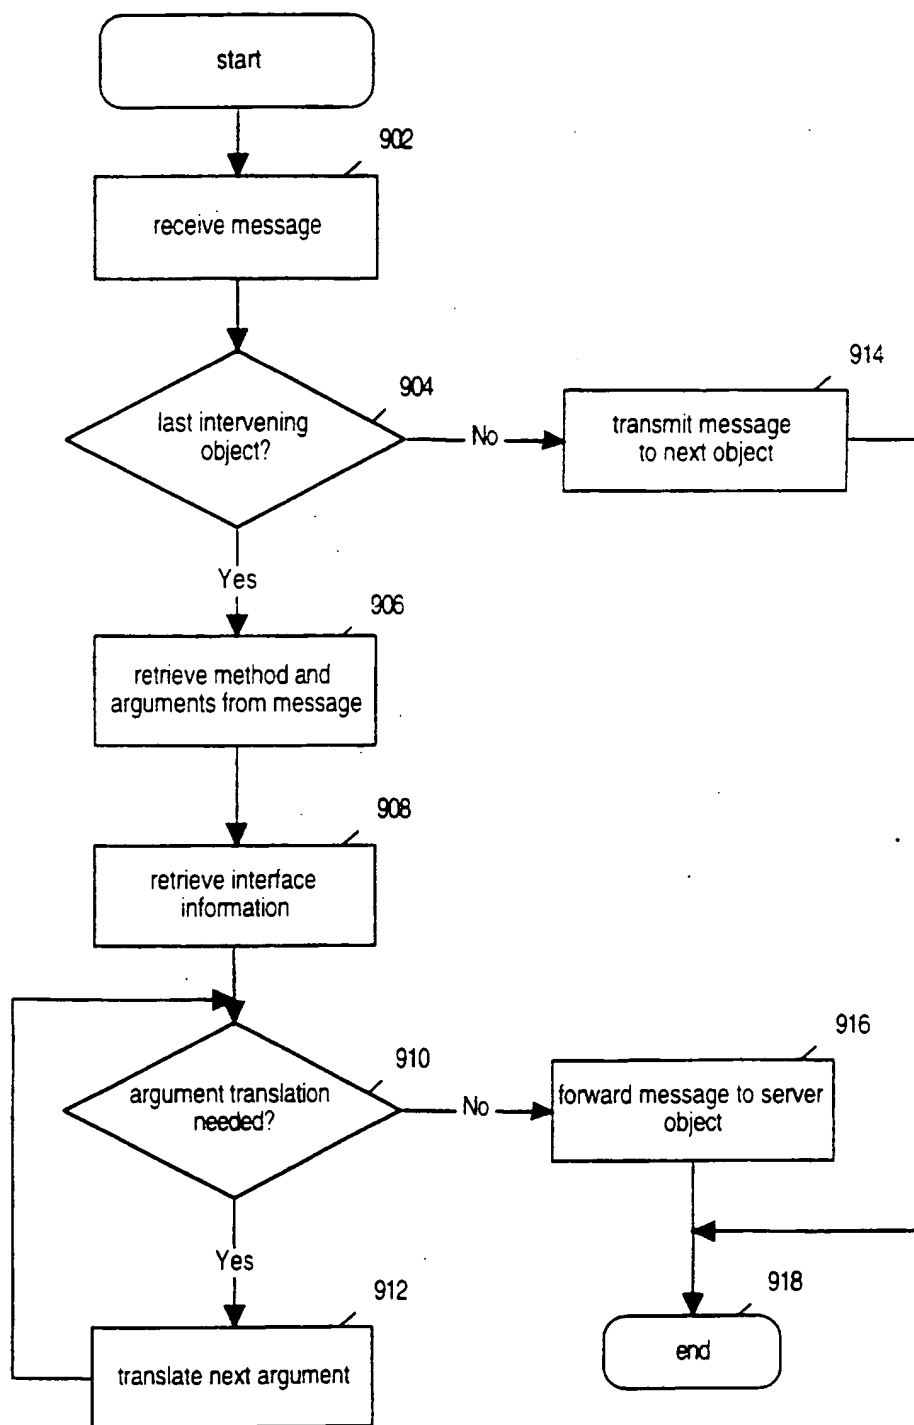 start
902
receive message
904
last intervening
object?
No
914
transmit message
to next object
Yes
906
retrieve method and
arguments from message
908
retrieve interface
information
910
argument translation
needed?
No
916
forward message to server
object
Yes
912
translate next argument
918
end